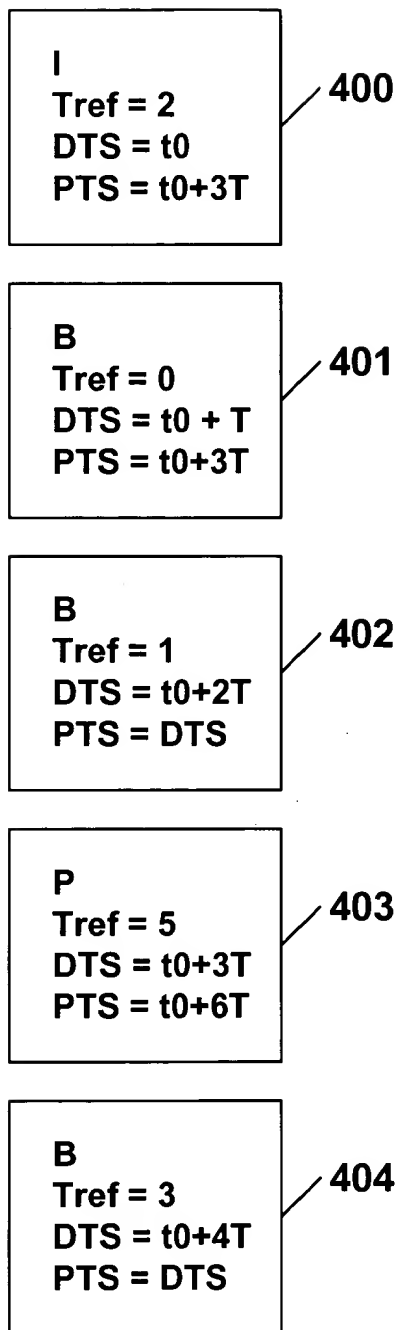 I
Tref = 2
DTS = t0
PTS = t0+3T
400
B
Tref = 0
DTS = t0 + T
PTS = t0+3T
401
B
Tref = 1
DTS = t0+2T
PTS = DTS
402
P
Tref = 5
DTS = t0+3T
PTS = t0+6T
403
B
Tref = 3
DTS = t0+4T
PTS = DTS
404